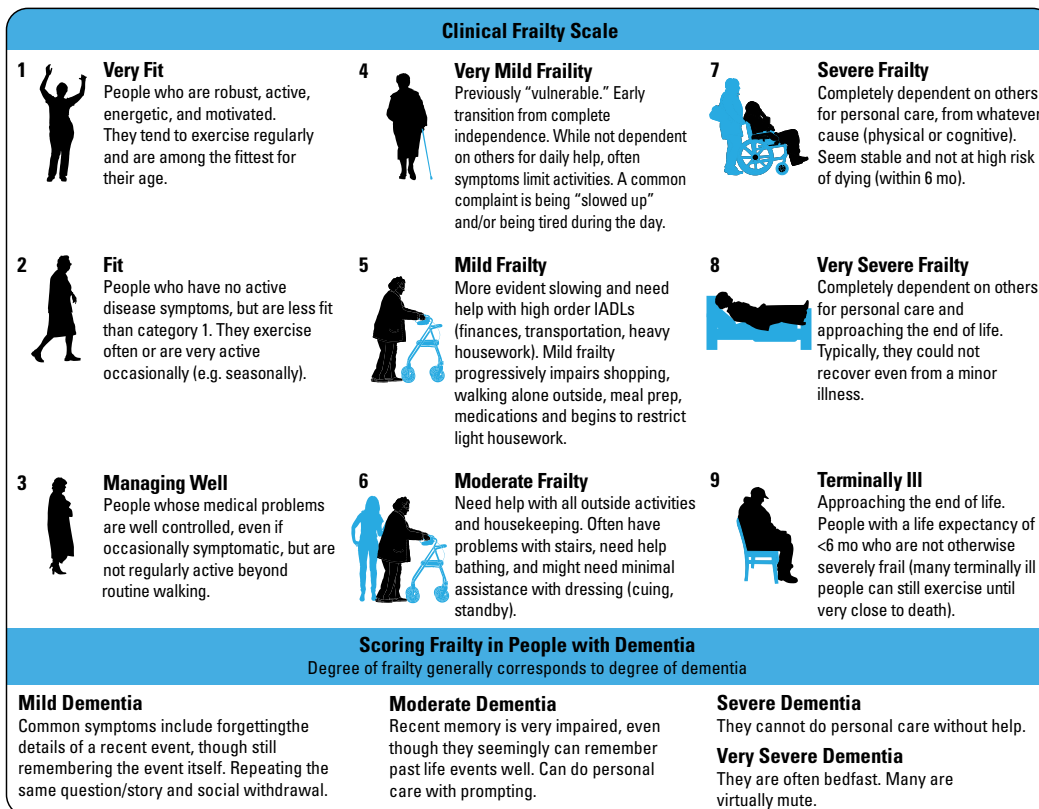 Clinical Frailty Scale
1
Very Fit
People who are robust, active,
energetic, and motivated.
They tend to exercise regularly
and are among the fittest for
their age.
2
Fit
People who have no active
disease symptoms, but are less fit
than category 1. They exercise
often or are very active
occasionally (e.g. seasonally).
3
Managing Well
People whose medical problems
are well controlled, even if
occasionally symptomatic, but are
not regularly active beyond
routine walking.
4
Very Mild Fraility
Previously “vulnerable.” Early
transition from complete
independence. While not dependent
on others for daily help, often
symptoms limit activities. A common
complaint is being “slowed up”
and/or being tired during the day.
5
Mild Frailty
More evident slowing and need
help with high order IADLs
(finances, transportation, heavy
housework). Mild frailty
progressively impairs shopping,
walking alone outside, meal prep,
medications and begins to restrict
light housework.
6
Moderate Frailty
Need help with all outside activities
and housekeeping. Often have
problems with stairs, need help
bathing, and might need minimal
assistance with dressing (cuing,
standby).
7
Severe Frailty
Completely dependent on others
for personal care, from whatever
cause (physical or cognitive).
Seem stable and not at high risk
of dying (within 6 mo).
8
Very Severe Frailty
Completely dependent on others
for personal care and
approaching the end of life.
Typically, they could not
recover even from a minor
illness.
9
Terminally Ill
Approaching the end of life.
People with a life expectancy of
<6 mo who are not otherwise
severely frail (many terminally ill
people can still exercise until
very close to death).
Scoring Frailty in People with Dementia
Degree of frailty generally corresponds to degree of dementia
Mild Dementia
Common symptoms include forgettingthe
details of a recent event, though still
remembering the event itself. Repeating the
same question/story and social withdrawal.
Moderate Dementia
Recent memory is very impaired, even
though they seemingly can remember
past life events well. Can do personal
care with prompting.
Severe Dementia
They cannot do personal care without help.
Very Severe Dementia
They are often bedfast. Many are
virtually mute.